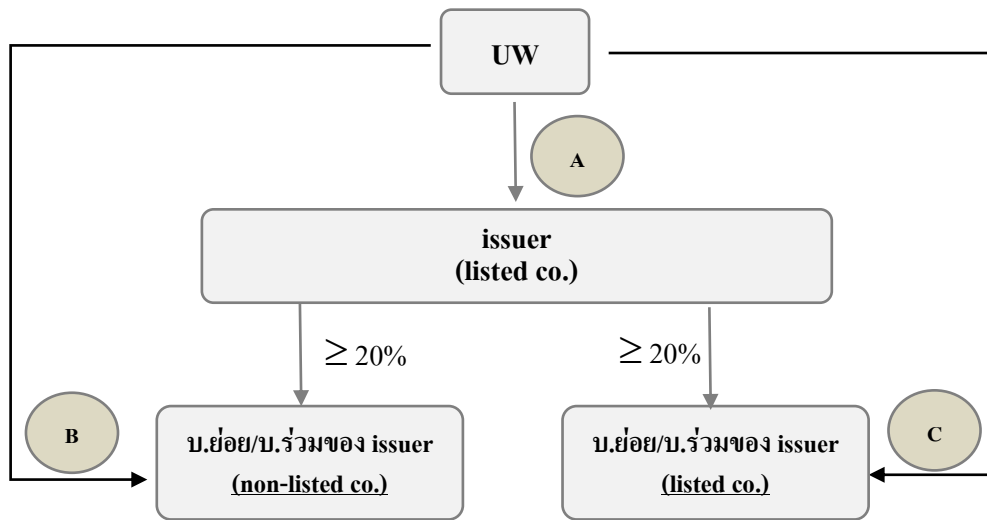 UW
A
issuer
(listed co.)
≥ 20%
≥ 20%
B
บ.ย่อย/บ.ร่วมของ issuer
(non-listed co.)
บ.ย่อย/บ.ร่วมของ issuer
(listed co.)
C